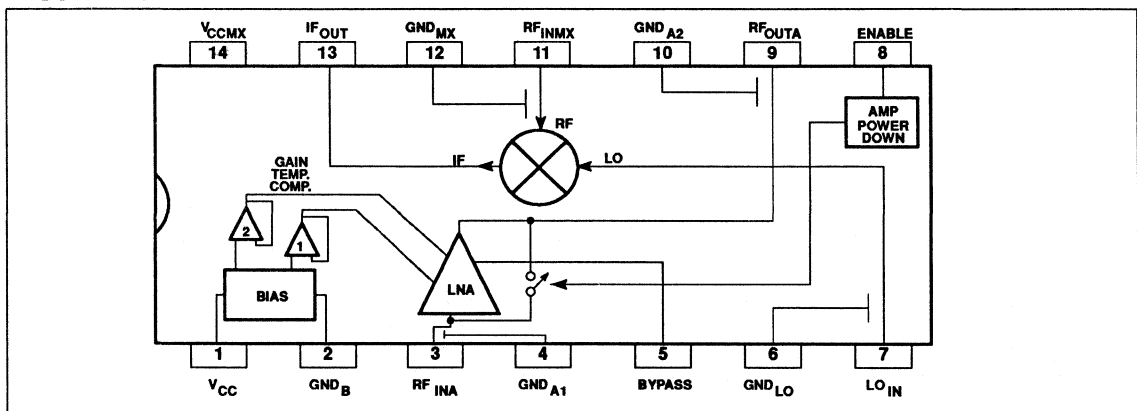 VCCMX IFOUT GNDMX RFINMX GNDA2 RFOUTA ENABLE
14 13 12 11 10 9 8
AMP
POWER
DOWN
RF
IF LO
GAIN
TEMP.
COMP.
2 1
LNA
BIAS
1 2 3 4 5 6 7
VCC GNDB RF INA GNDA1 BYPASS GNDLO LOIN